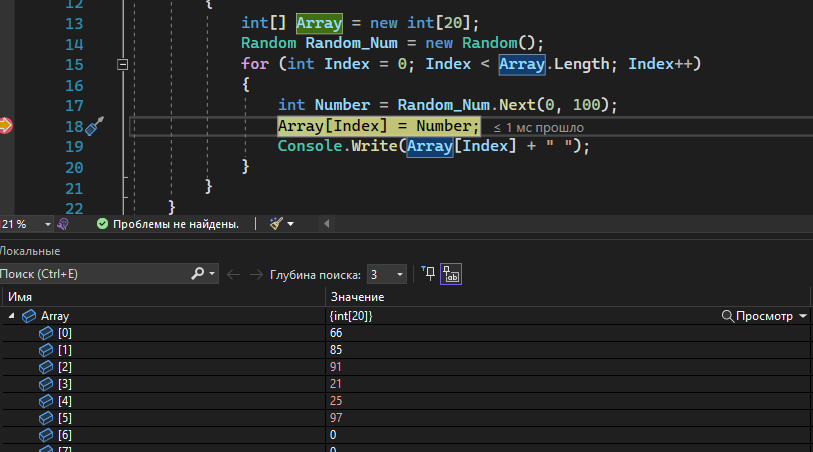 12 {
13 int[] Array = new int[20];
14 Random Random_Num = new Random();
15 for (int Index = 0; Index < Array.Length; Index++)
16 {
17 int Number = Random_Num.Next(0, 100);
18 Array[Index] = Number; ≤ 1 мс прошло
19 Console.Write(Array[Index] + " ");
20 }
21 }
22 }
121 % Проблемы не найдены.
Локальные
Поиск (Ctrl+E) Глубина поиска: 3
Имя Значение
Array {int[20]} Просмотр
[0] 66
[1] 85
[2] 91
[3] 21
[4] 25
[5] 97
[6] 0
[7] 0